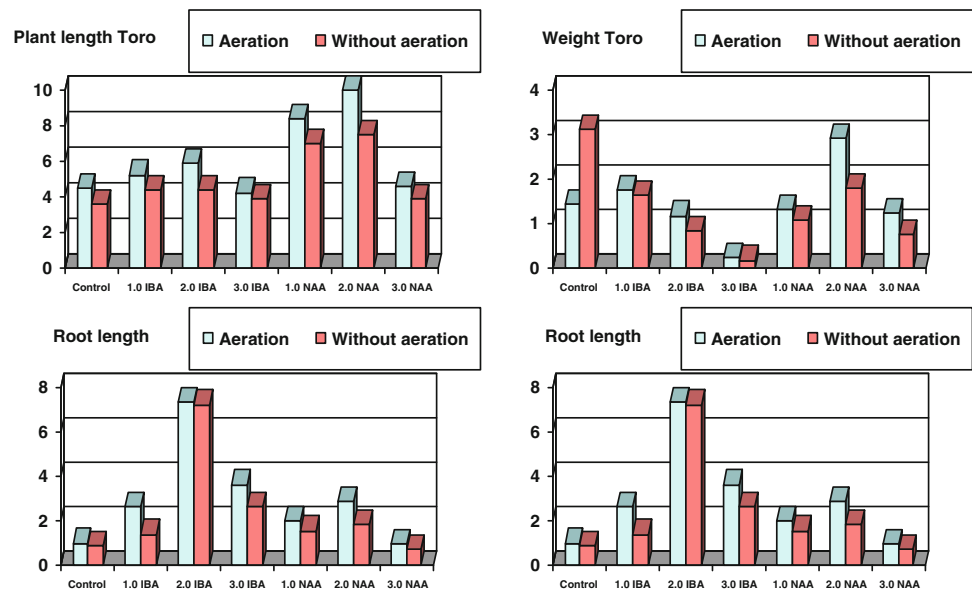 Plant length Toro
Aeration Without aeration
10
8
6
4
2
0
Control 1.0 IBA 2.0 IBA 3.0 IBA 1.0 NAA 2.0 NAA 3.0 NAA
Weight Toro
Aeration Without aeration
4
3
2
1
0
Control 1.0 IBA 2.0 IBA 3.0 IBA 1.0 NAA 2.0 NAA 3.0 NAA
Root length
Aeration Without aeration
8
6
4
2
0
Control 1.0 IBA 2.0 IBA 3.0 IBA 1.0 NAA 2.0 NAA 3.0 NAA
Root length
Aeration Without aeration
8
6
4
2
0
Control 1.0 IBA 2.0 IBA 3.0 IBA 1.0 NAA 2.0 NAA 3.0 NAA